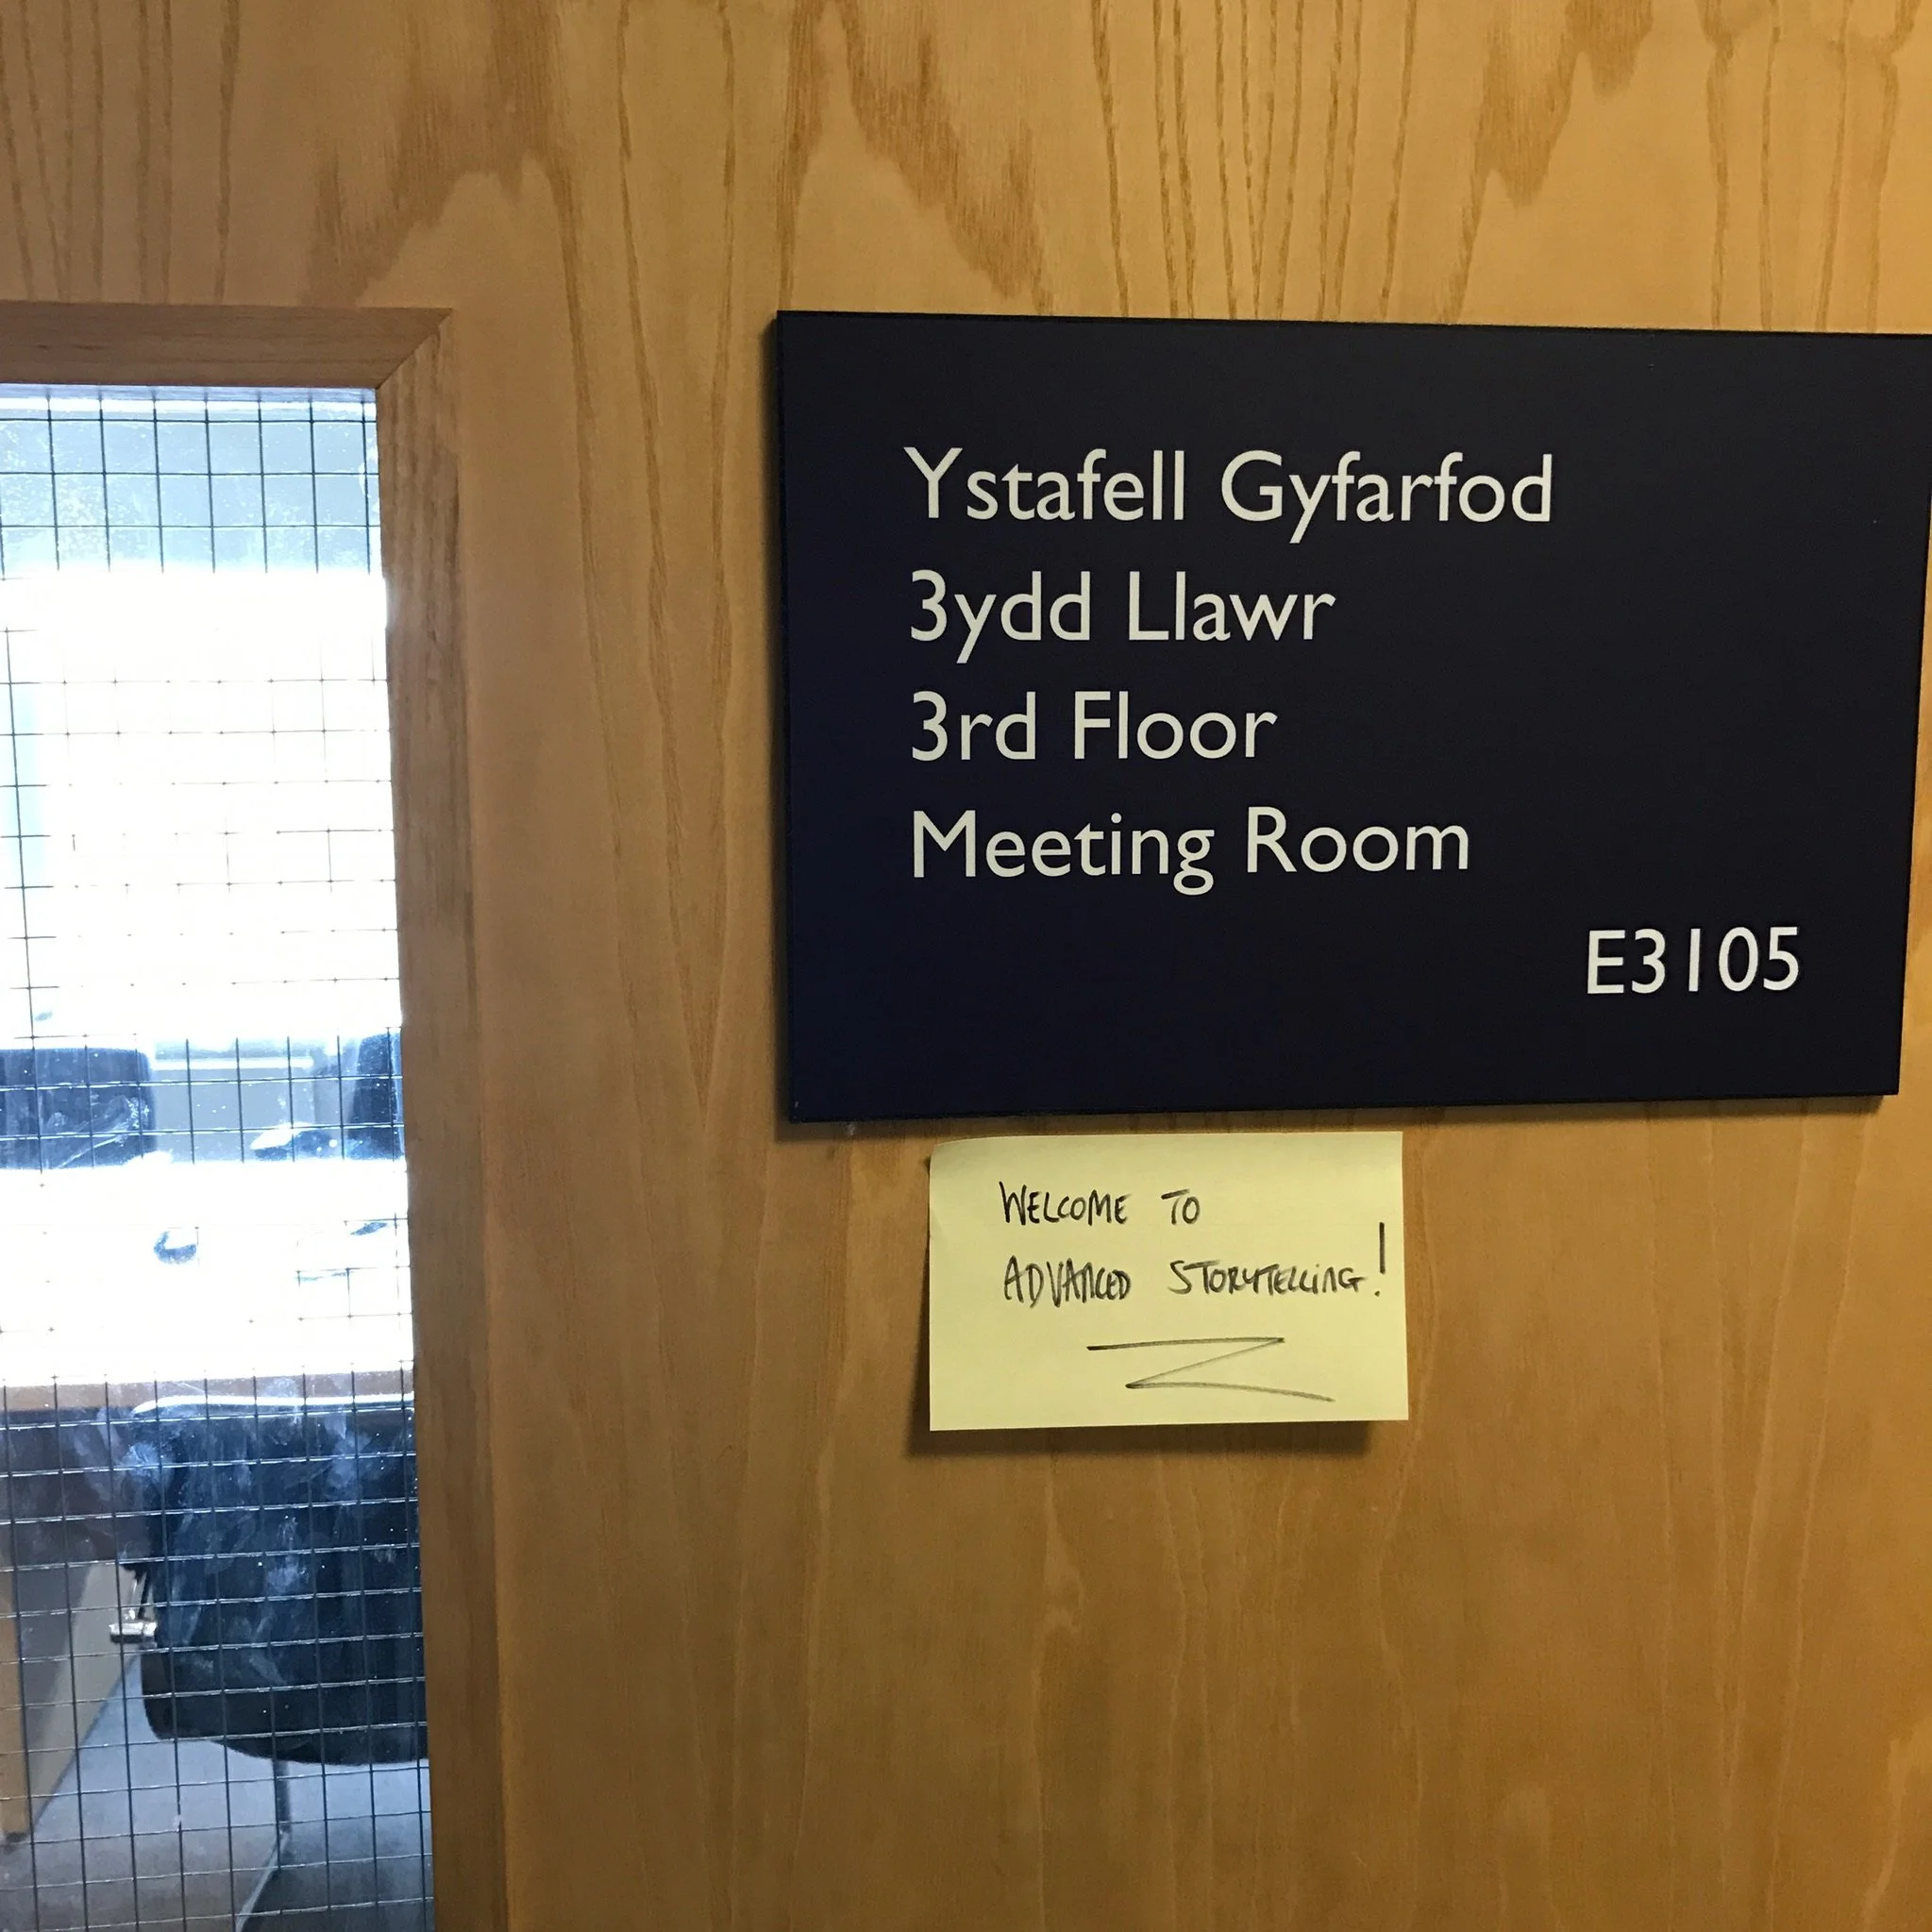 Ystafell Gyfarfod
3ydd Llawr
3rd Floor
Meeting Room
E3105
WELCOME TO
ADVANCED STORYTELLING!